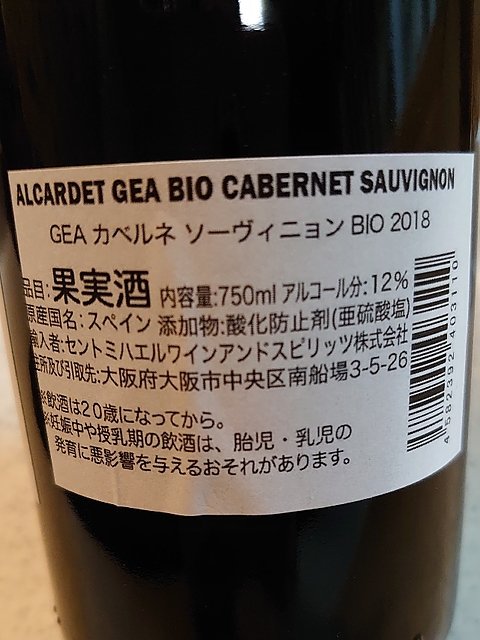 ALCARDET GEA BIO CABERNET SAUVIGNON
GEA カベルネ ソーヴィニョン BIO 2018
品目:果実酒 内容量:750ml アルコール分:12%
原産国名:スペイン 添加物:酸化防止剤(亜硫酸塩)
輸入者:セントミハエルワインアンドスピリッツ株式会社
住所及び引取先:大阪府大阪市中央区南船場3-5-26
※飲酒は20歳になってから。
※妊娠中や授乳期の飲酒は、胎児・乳児の
発育に悪影響を与えるおそれがあります。
4582392403110